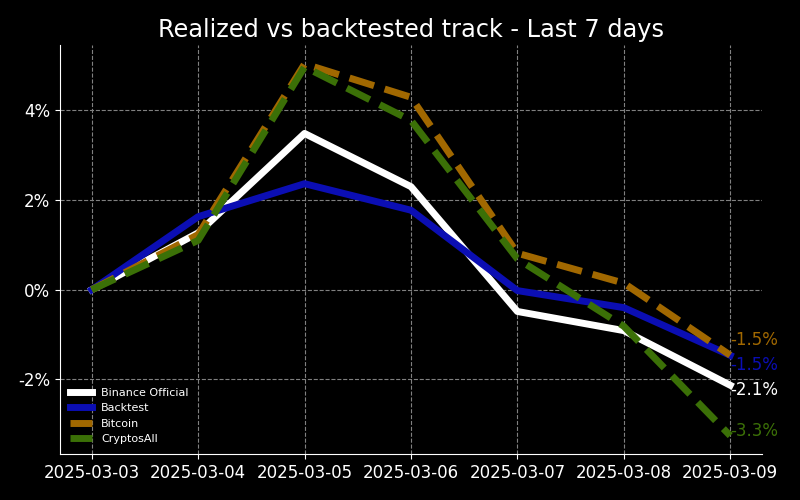 Realized vs backtested track - Last 7 days
4%
2%
0%
-2%
-1.5%
-1.5%
-2.1%
-3.3%
Binance Official
Backtest
Bitcoin
CryptosAll
2025-03-03 2025-03-04 2025-03-05 2025-03-06 2025-03-07 2025-03-08 2025-03-09